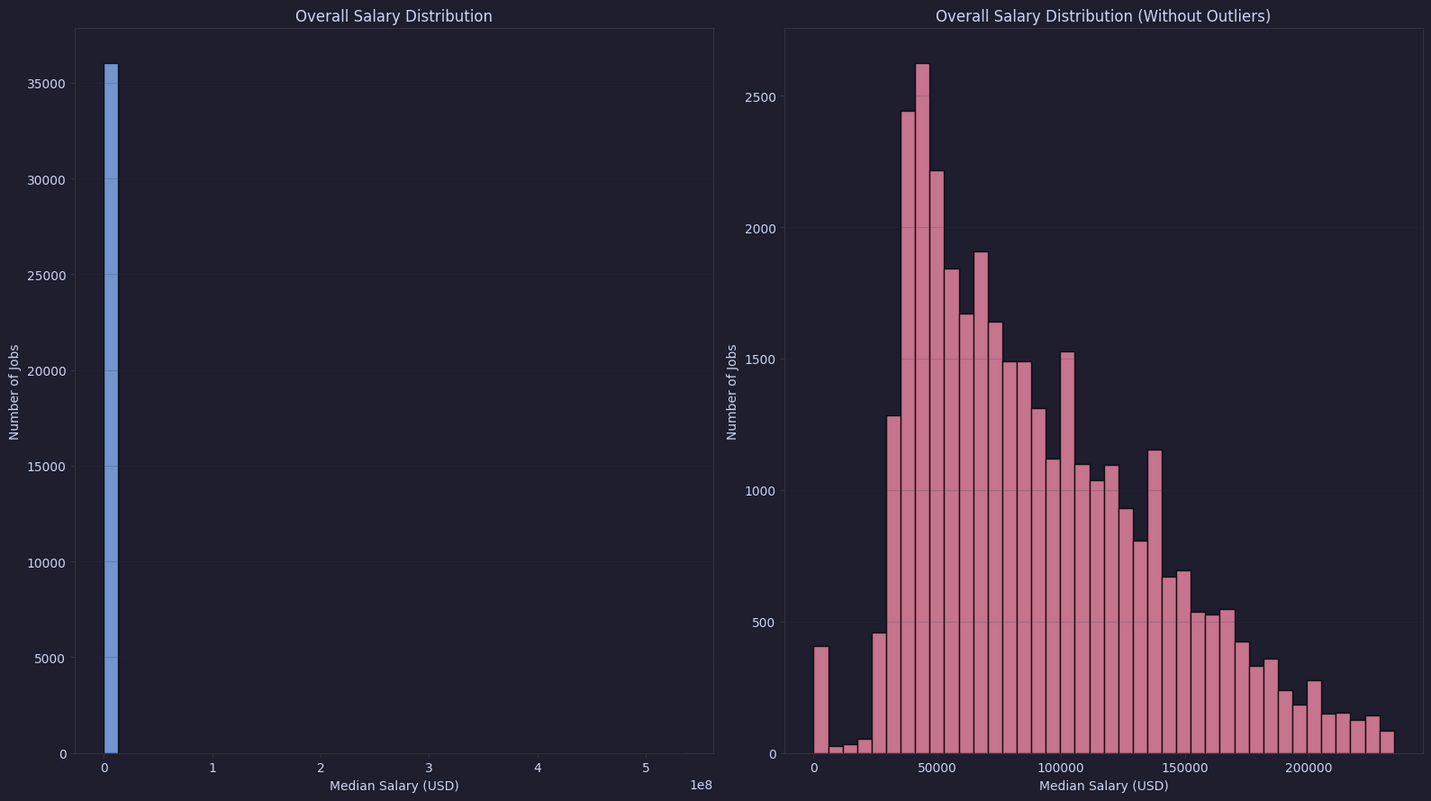 Overall Salary Distribution
35000
30000
25000
20000
15000
10000
5000
0
Number of Jobs
0 1 2 3 4 5
Median Salary (USD)
1e8
Overall Salary Distribution (Without Outliers)
2500
2000
1500
1000
500
0
Number of Jobs
0 50000 100000 150000 200000
Median Salary (USD)